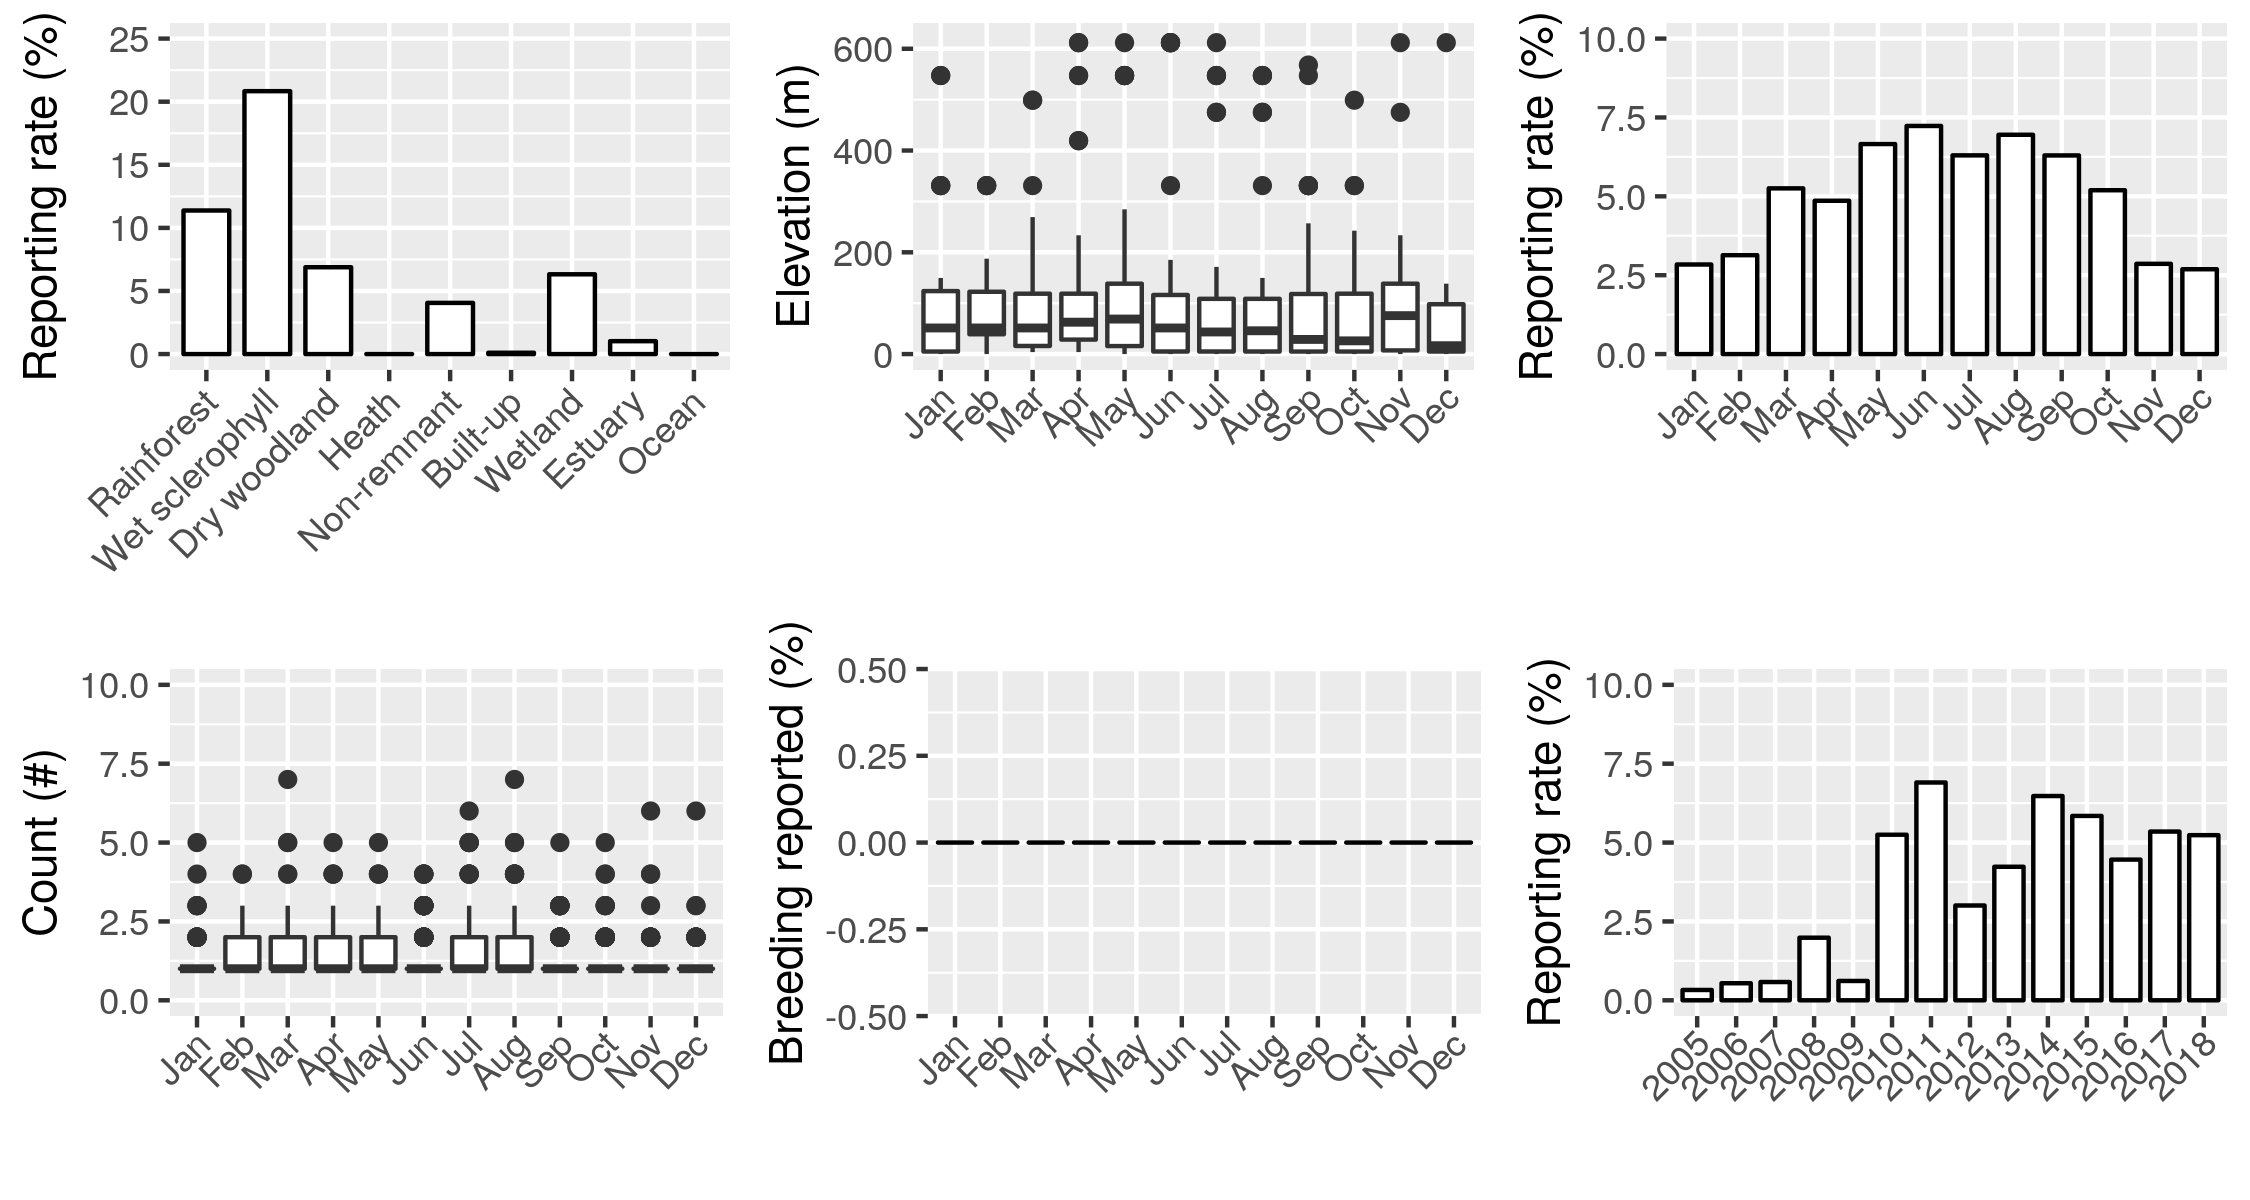 Reporting rate (%)
25
20
15
10
5
0
Rainforest
Wet sclerophyll
Dry woodland
Heath
Non-remnant
Built-up
Wetland
Estuary
Ocean
Elevation (m)
600
400
200
0
Jan
Feb
Mar
Apr
May
Jun
Jul
Aug
Sep
Oct
Nov
Dec
Reporting rate (%)
10.0
7.5
5.0
2.5
0.0
Jan
Feb
Mar
Apr
May
Jun
Jul
Aug
Sep
Oct
Nov
Dec
Count (#)
10.0
7.5
5.0
2.5
0.0
Jan
Feb
Mar
Apr
May
Jun
Jul
Aug
Sep
Oct
Nov
Dec
Breeding reported (%)
0.50
0.25
0.00
-0.25
-0.50
Jan
Feb
Mar
Apr
May
Jun
Jul
Aug
Sep
Oct
Nov
Dec
Reporting rate (%)
10.0
7.5
5.0
2.5
0.0
2005
2006
2007
2008
2009
2010
2011
2012
2013
2014
2015
2016
2017
2018